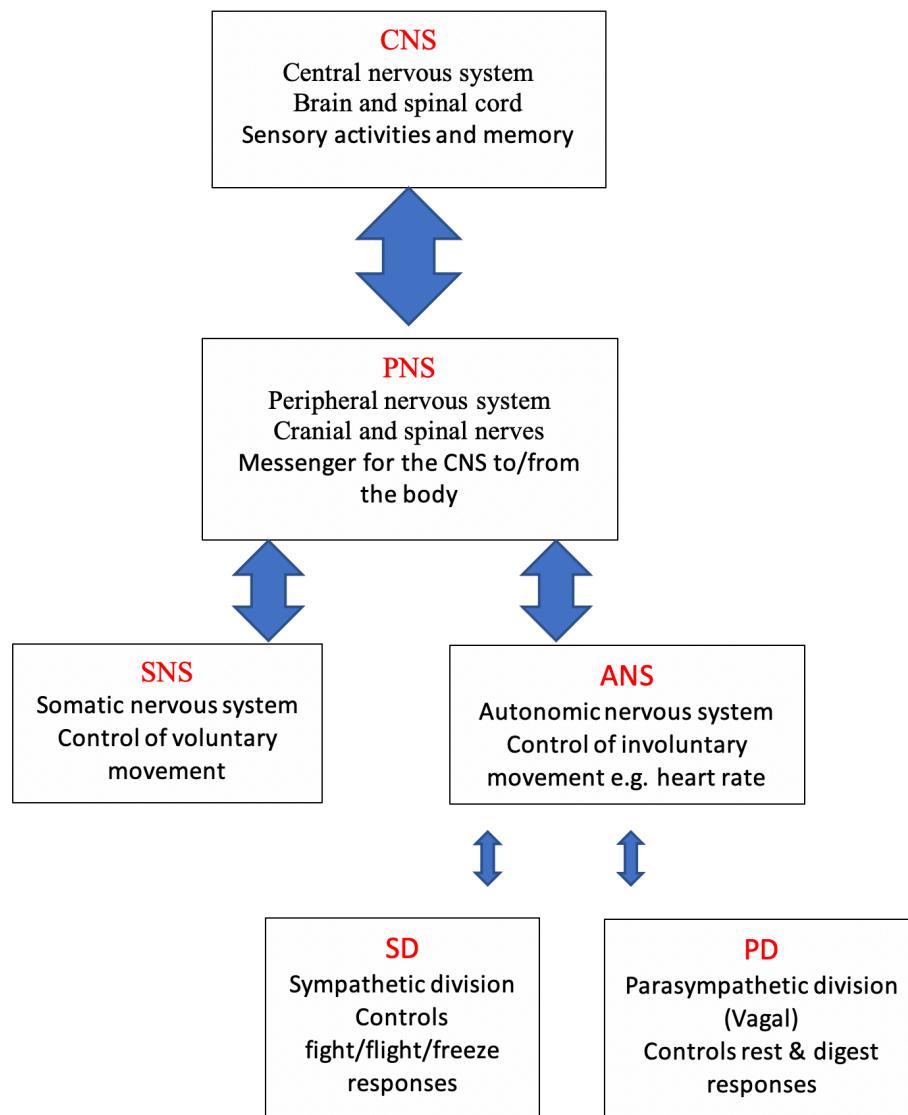 CNS
Central nervous system
Brain and spinal cord
Sensory activities and memory
PNS
Peripheral nervous system
Cranial and spinal nerves
Messenger for the CNS to/from
the body
SNS
Somatic nervous system
Control of voluntary
movement
ANS
Autonomic nervous system
Control of involuntary
movement e.g. heart rate
SD
Sympathetic division
Controls
fight/flight/freeze
responses
PD
Parasympathetic division
(Vagal)
Controls rest & digest
responses